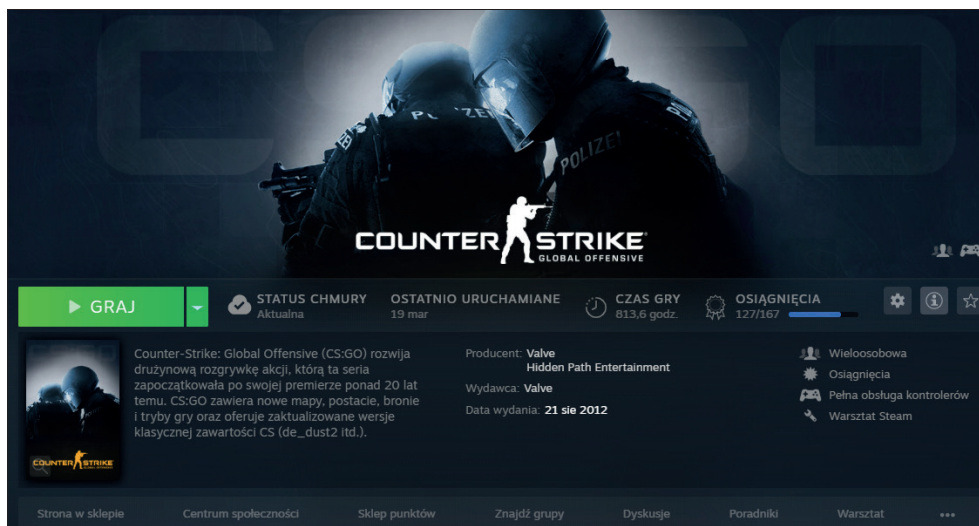 CS:GO
POLIZEI
POLIZEI
COUNTER STRIKE
GLOBAL OFFENSIVE
GRAJ
STATUS CHMURY
Aktualna
OSTATNIO URUCHAMIANE
19 mar
CZAS GRY
813,6 godz.
OSIĄGNIĘCIA
127/167
Counter-Strike: Global Offensive (CS:GO) rozwija
drużynową rozgrywkę akcji, którą ta seria
zapoczątkowała po swojej premierze ponad 20 lat
temu. CS:GO zawiera nowe mapy, postacie, bronie
i tryby gry oraz oferuje zaktualizowane wersje
klasycznej zawartości CS (de_dust2 itd.).
COUNTER STRIKE
Producent: Valve
Hidden Path Entertainment
Wydawca: Valve
Data wydania: 21 sie 2012
Wieloosobowa
Osiągnięcia
Pełna obsługa kontrolerów
Warsztat Steam
Strona w sklepie Centrum społeczności Sklep punktów Znajdź grupy Dyskusje Poradniki Warsztat •••